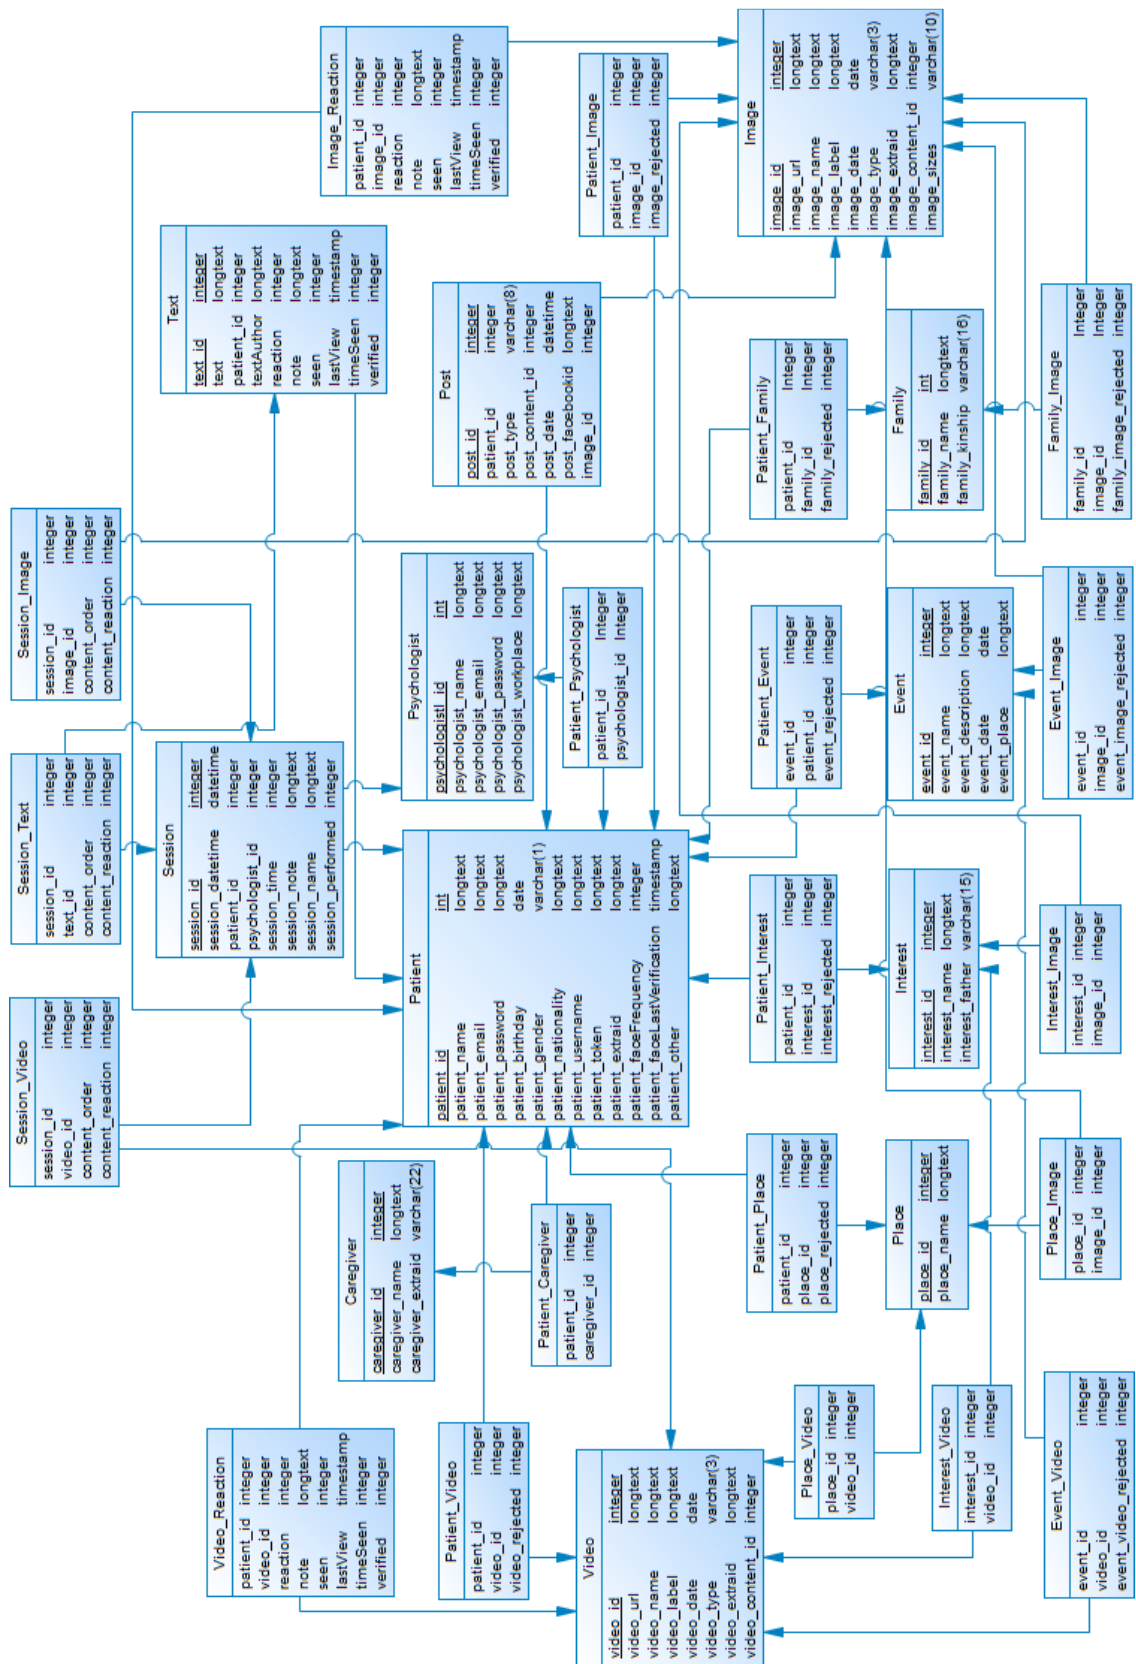 Session_Video
session_id integer
video_id integer
content_order integer
content_reaction integer
Session_Text
session_id integer
text_id integer
content_order integer
content_reaction integer
Session_Image
session_id integer
image_id integer
content_order integer
content_reaction integer
Video_Reaction
patient_id integer
video_id integer
reaction integer
note longtext
seen integer
lastView timestamp
timeSeen integer
verified integer
Session
session_id integer
session_datetime datetime
patient_id integer
psychologist_id integer
session_time integer
session_note longtext
session_name longtext
session_performed integer
Text
text_id integer
text longtext
patient_id integer
textAuthor longtext
reaction integer
note longtext
seen integer
lastView timestamp
timeSeen integer
verified integer
Caregiver
caregiver_id integer
caregiver_name longtext
caregiver_extraid varchar(22)
Image_Reaction
patient_id integer
image_id integer
reaction integer
note longtext
seen integer
lastView timestamp
timeSeen integer
verified integer
Patient
patient_id int
patient_name longtext
patient_email longtext
patient_password longtext
patient_birthday date
patient_gender varchar(1)
patient_nationality longtext
patient_username longtext
patient_token longtext
patient_extraid longtext
patient_faceFrequency integer
patient_faceLastVerification timestamp
patient_other longtext
Psychologist
psychologistl_id int
psychologist_name longtext
psychologist_email longtext
psychologist_password longtext
psychologist_workplace longtext
Post
post_id integer
patient_id integer
post_type varchar(8)
post_content_id integer
post_date datetime
post_facebookid longtext
image_id integer
Patient_Video
patient_id integer
video_id integer
video_rejected integer
Patient_Caregiver
patient_id integer
caregiver_id integer
Patient_Psychologist
patient_id Integer
psychologist_id Integer
Patient_Image
patient_id integer
image_id integer
image_rejected integer
Video
video_id integer
video_url longtext
video_name longtext
video_label longtext
video_date date
video_type varchar(3)
video_extraid longtext
video_content_id integer
Patient_Place
patient_id integer
place_id integer
place_rejected integer
Patient_Interest
patient_id integer
interest_id integer
interest_rejected integer
Patient_Event
event_id integer
patient_id integer
event_rejected integer
Patient_Family
patient_id Integer
family_id Integer
family_rejected integer
Image
image_id integer
image_url longtext
image_name longtext
image_label longtext
image_date date
image_type varchar(3)
image_extraid longtext
image_content_id integer
image_sizes varchar(10)
Place_Video
place_id integer
video_id integer
Place
place_id integer
place_name longtext
Interest
interest_id integer
interest_name longtext
interest_father varchar(15)
Event
event_id integer
event_name longtext
event_description longtext
event_date date
event_place longtext
Family
family_id int
family_name longtext
family_kinship varchar(16)
Interest_Video
interest_id integer
video_id integer
Event_Video
event_id integer
video_id integer
event_video_rejected integer
Place_Image
place_id integer
image_id integer
Interest_Image
interest_id integer
image_id integer
Event_Image
event_id integer
image_id integer
event_image_rejected integer
Family_Image
family_id Integer
image_id Integer
family_image_rejected integer